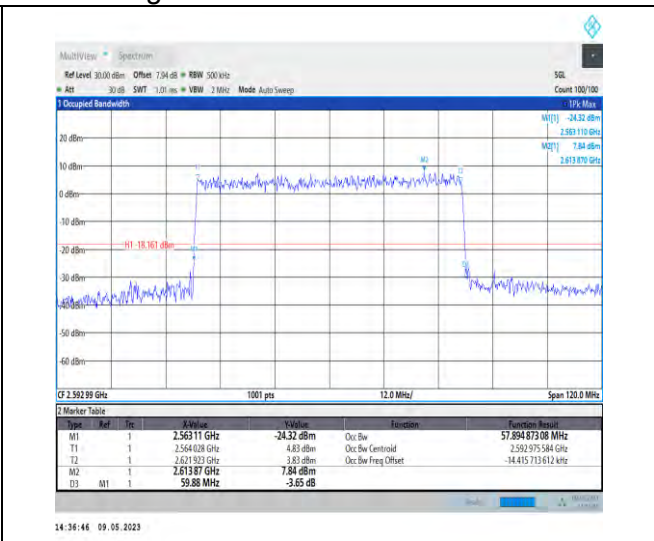 MultiView Spectrum
Ref Level 30.00 dBm Offset 7.94 dB RBW 500 kHz SGL
Att 30 dB SWT 1.01 ms VBW 2 MHz Mode Auto Sweep Count 100/100
1 Occupied Bandwidth 1Pk Max
M1[1] -24.32 dBm
2.563 110 GHz
M2[1] 7.84 dBm
2.613 870 GHz
20 dBm
10 dBm
M2
0 dBm
-10 dBm
H1 -18.161 dBm
-20 dBm
-30 dBm
-40 dBm
-50 dBm
-60 dBm
CF 2.592 99 GHz 1001 pts 12.0 MHz/ Span 120.0 MHz
2 Marker Table
Type Ref Trc X-Value Y-Value Function Function Result
M1 1 2.563 11 GHz -24.32 dBm Occ Bw 57.894 873 08 MHz
T1 1 2.564 028 GHz 4.83 dBm Occ Bw Centroid 2.592 975 584 GHz
T2 1 2.621 923 GHz 3.83 dBm Occ Bw Freq Offset -14.415 713 612 kHz
M2 1 2.613 87 GHz 7.84 dBm
D3 M1 1 59.88 MHz -3.65 dB
14:36:46 09.05.2023